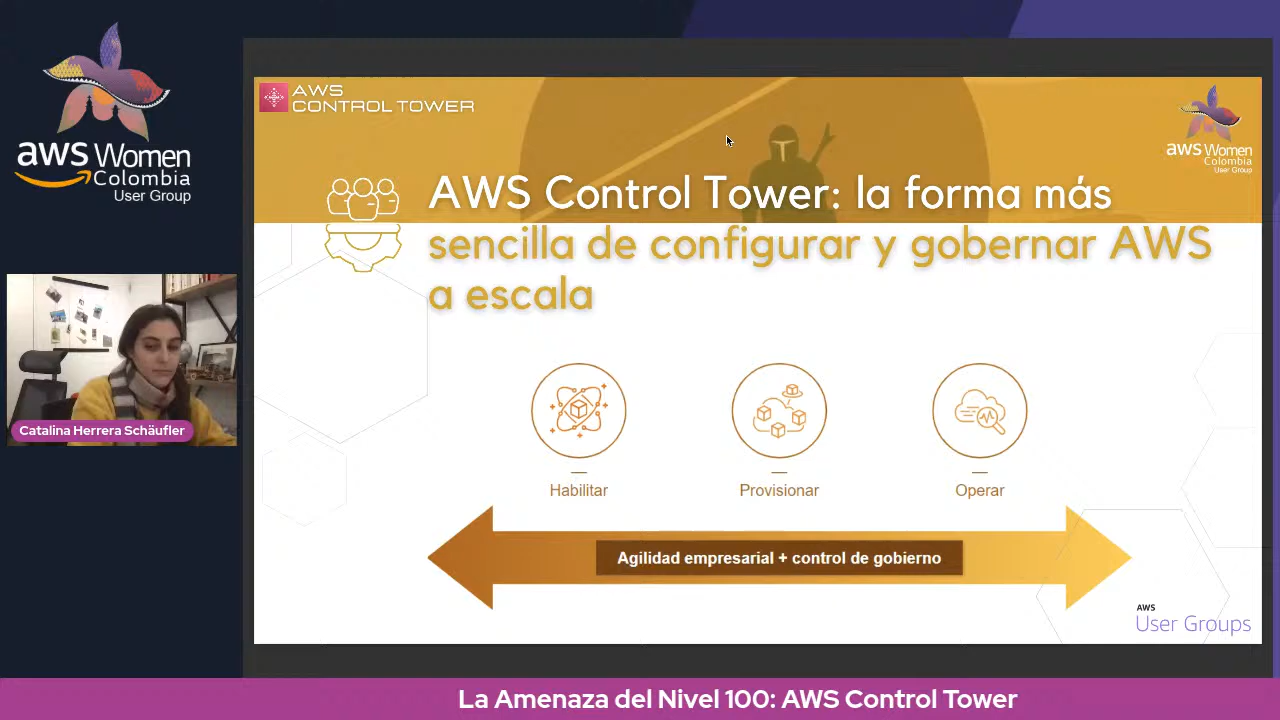 aws Women
Colombia
User Group
Catalina Herrera Schäufler
AWS
CONTROL TOWER
aws Women
Colombia
User Group
AWS Control Tower: la forma más
sencilla de configurar y gobernar AWS
a escala
Habilitar
Provisionar
Operar
Agilidad empresarial + control de gobierno
AWS
User Groups
La Amenaza del Nivel 100: AWS Control Tower